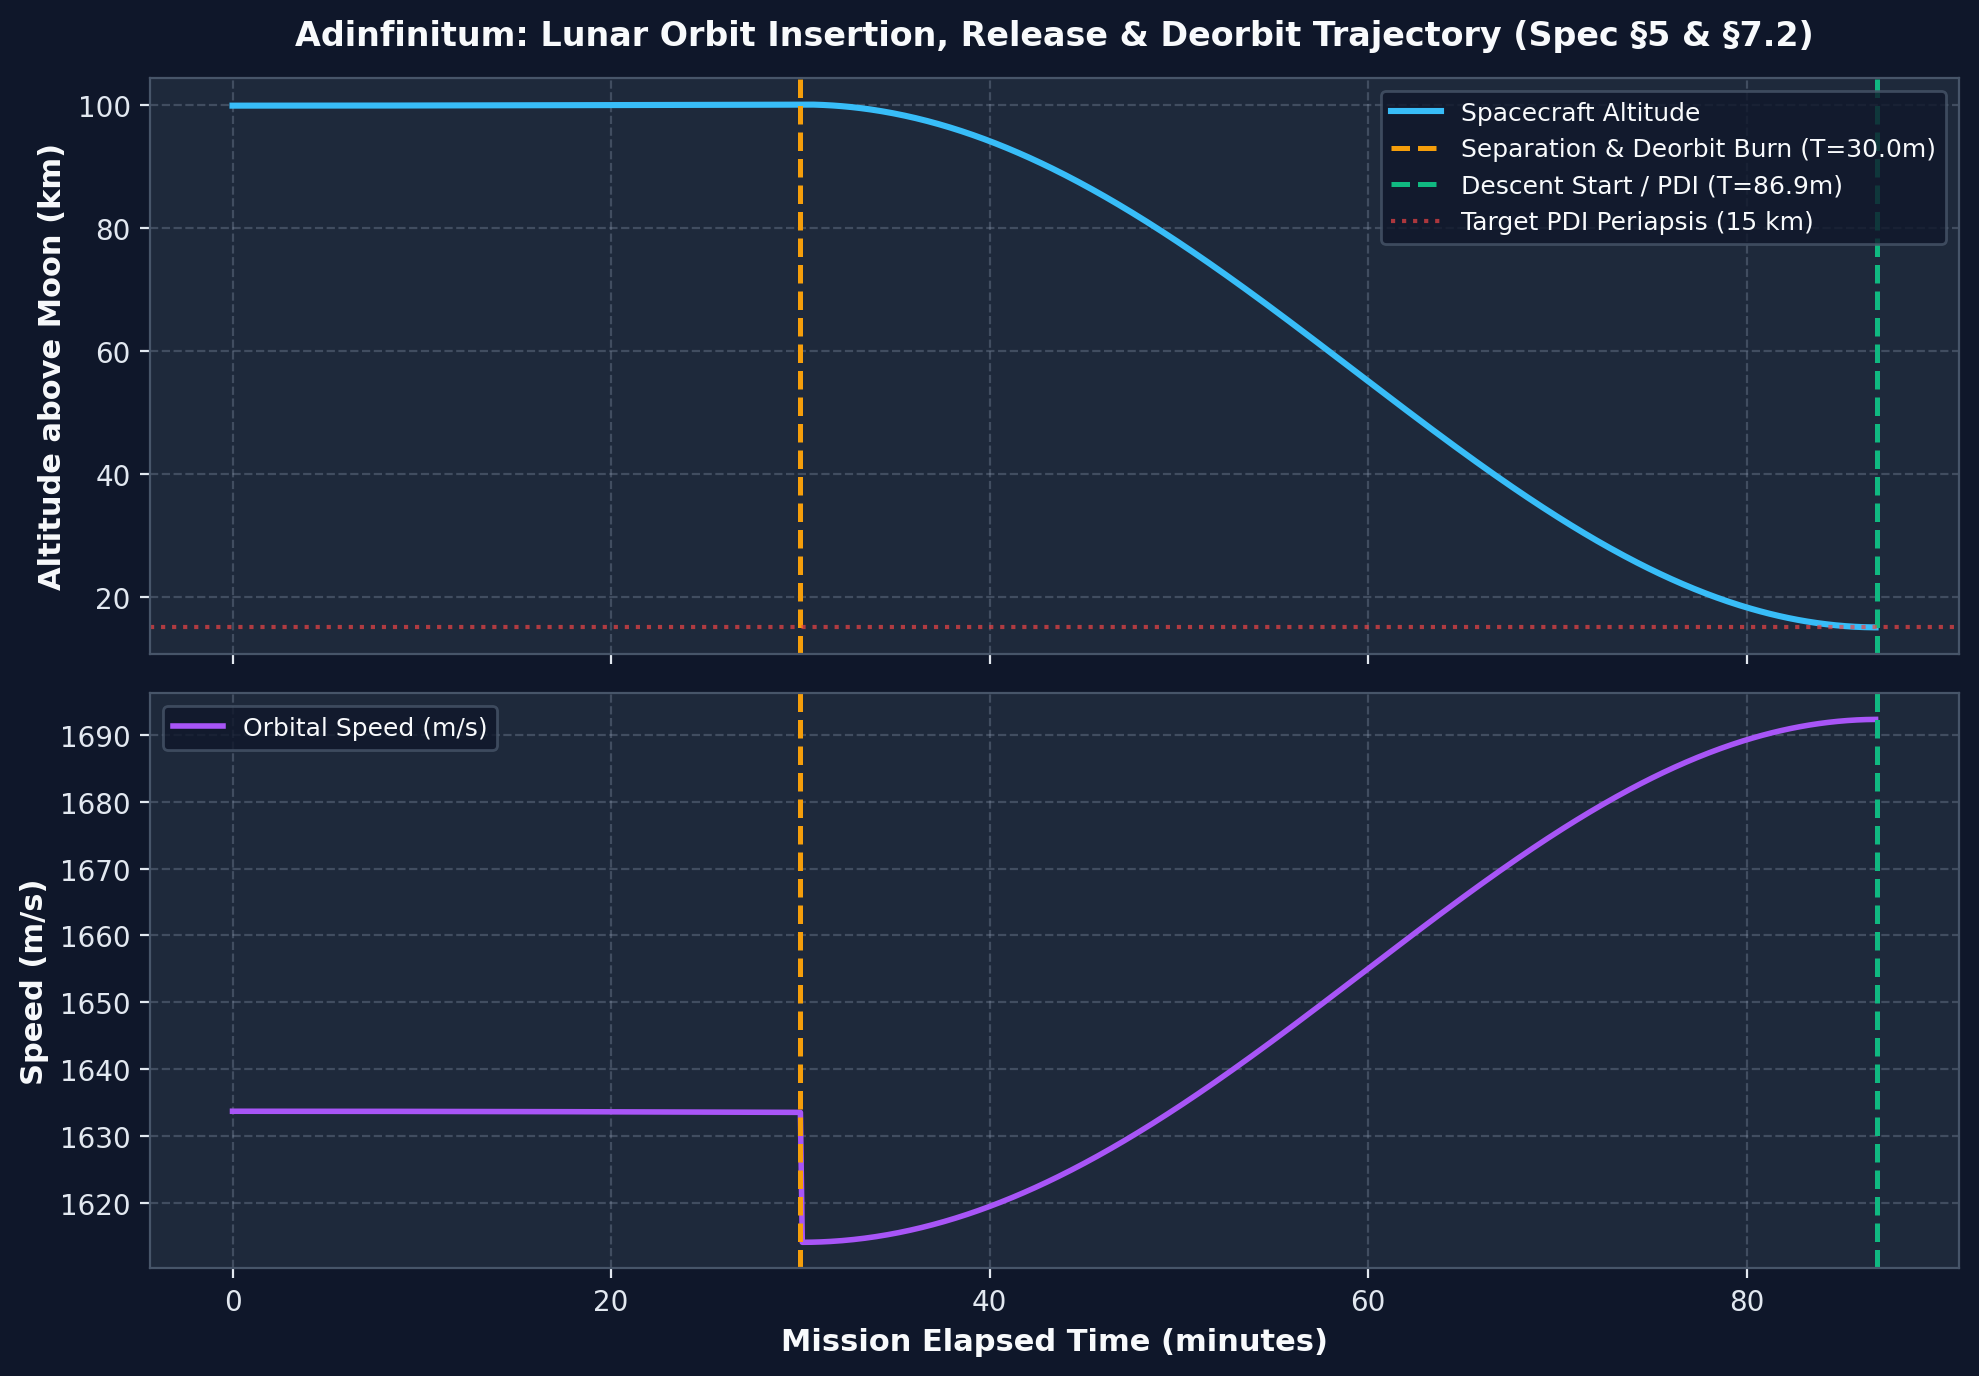 Adinfinitum: Lunar Orbit Insertion, Release & Deorbit Trajectory (Spec §5 & §7.2)
Altitude above Moon (km)
100
80
60
40
20
Spacecraft Altitude
Separation & Deorbit Burn (T=30.0m)
Descent Start / PDI (T=86.9m)
Target PDI Periapsis (15 km)
Speed (m/s)
1690
1680
1670
1660
1650
1640
1630
1620
Orbital Speed (m/s)
0 20 40 60 80
Mission Elapsed Time (minutes)